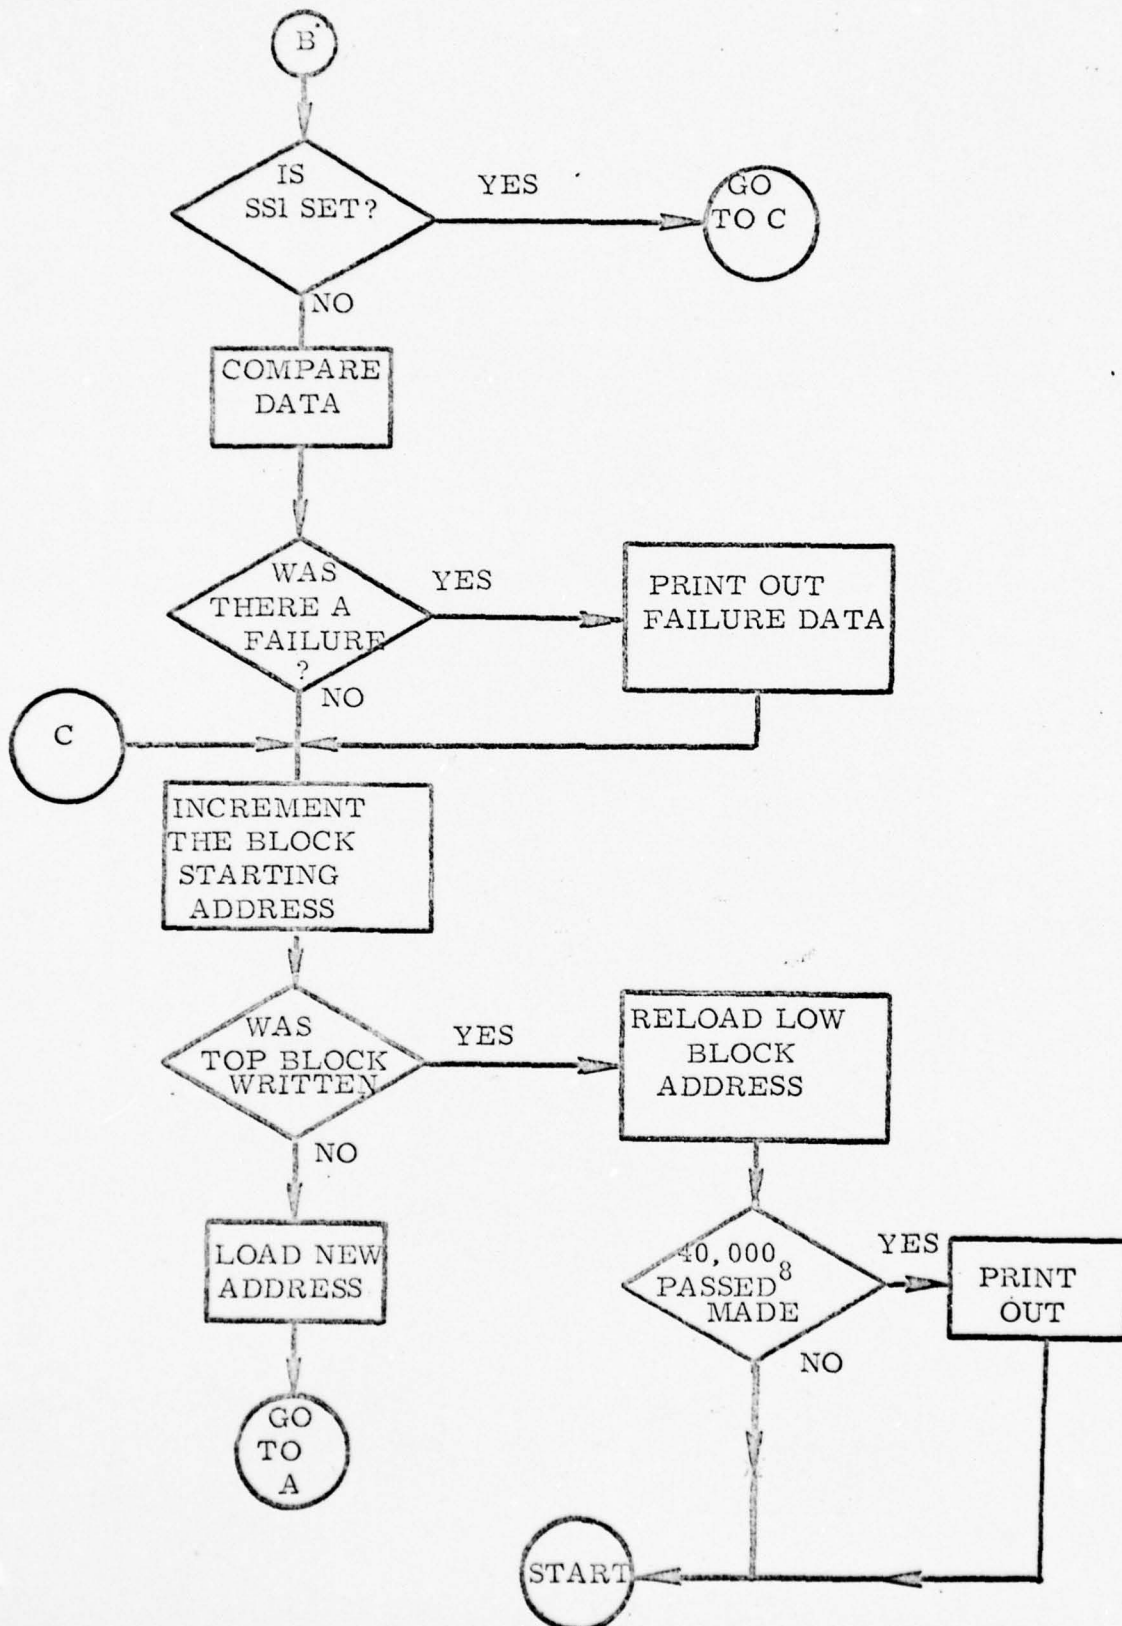 B
IS
SS1 SET?
YES
GO
TO C
NO
COMPARE
DATA
WAS
THERE A
FAILURE
?
YES
PRINT OUT
FAILURE DATA
NO
C
INCREMENT
THE BLOCK
STARTING
ADDRESS
WAS
TOP BLOCK
WRITTEN
YES
RELOAD LOW
BLOCK
ADDRESS
NO
LOAD NEW
ADDRESS
40,000₈
PASSED
MADE
YES
PRINT
OUT
NO
GO
TO
A
START